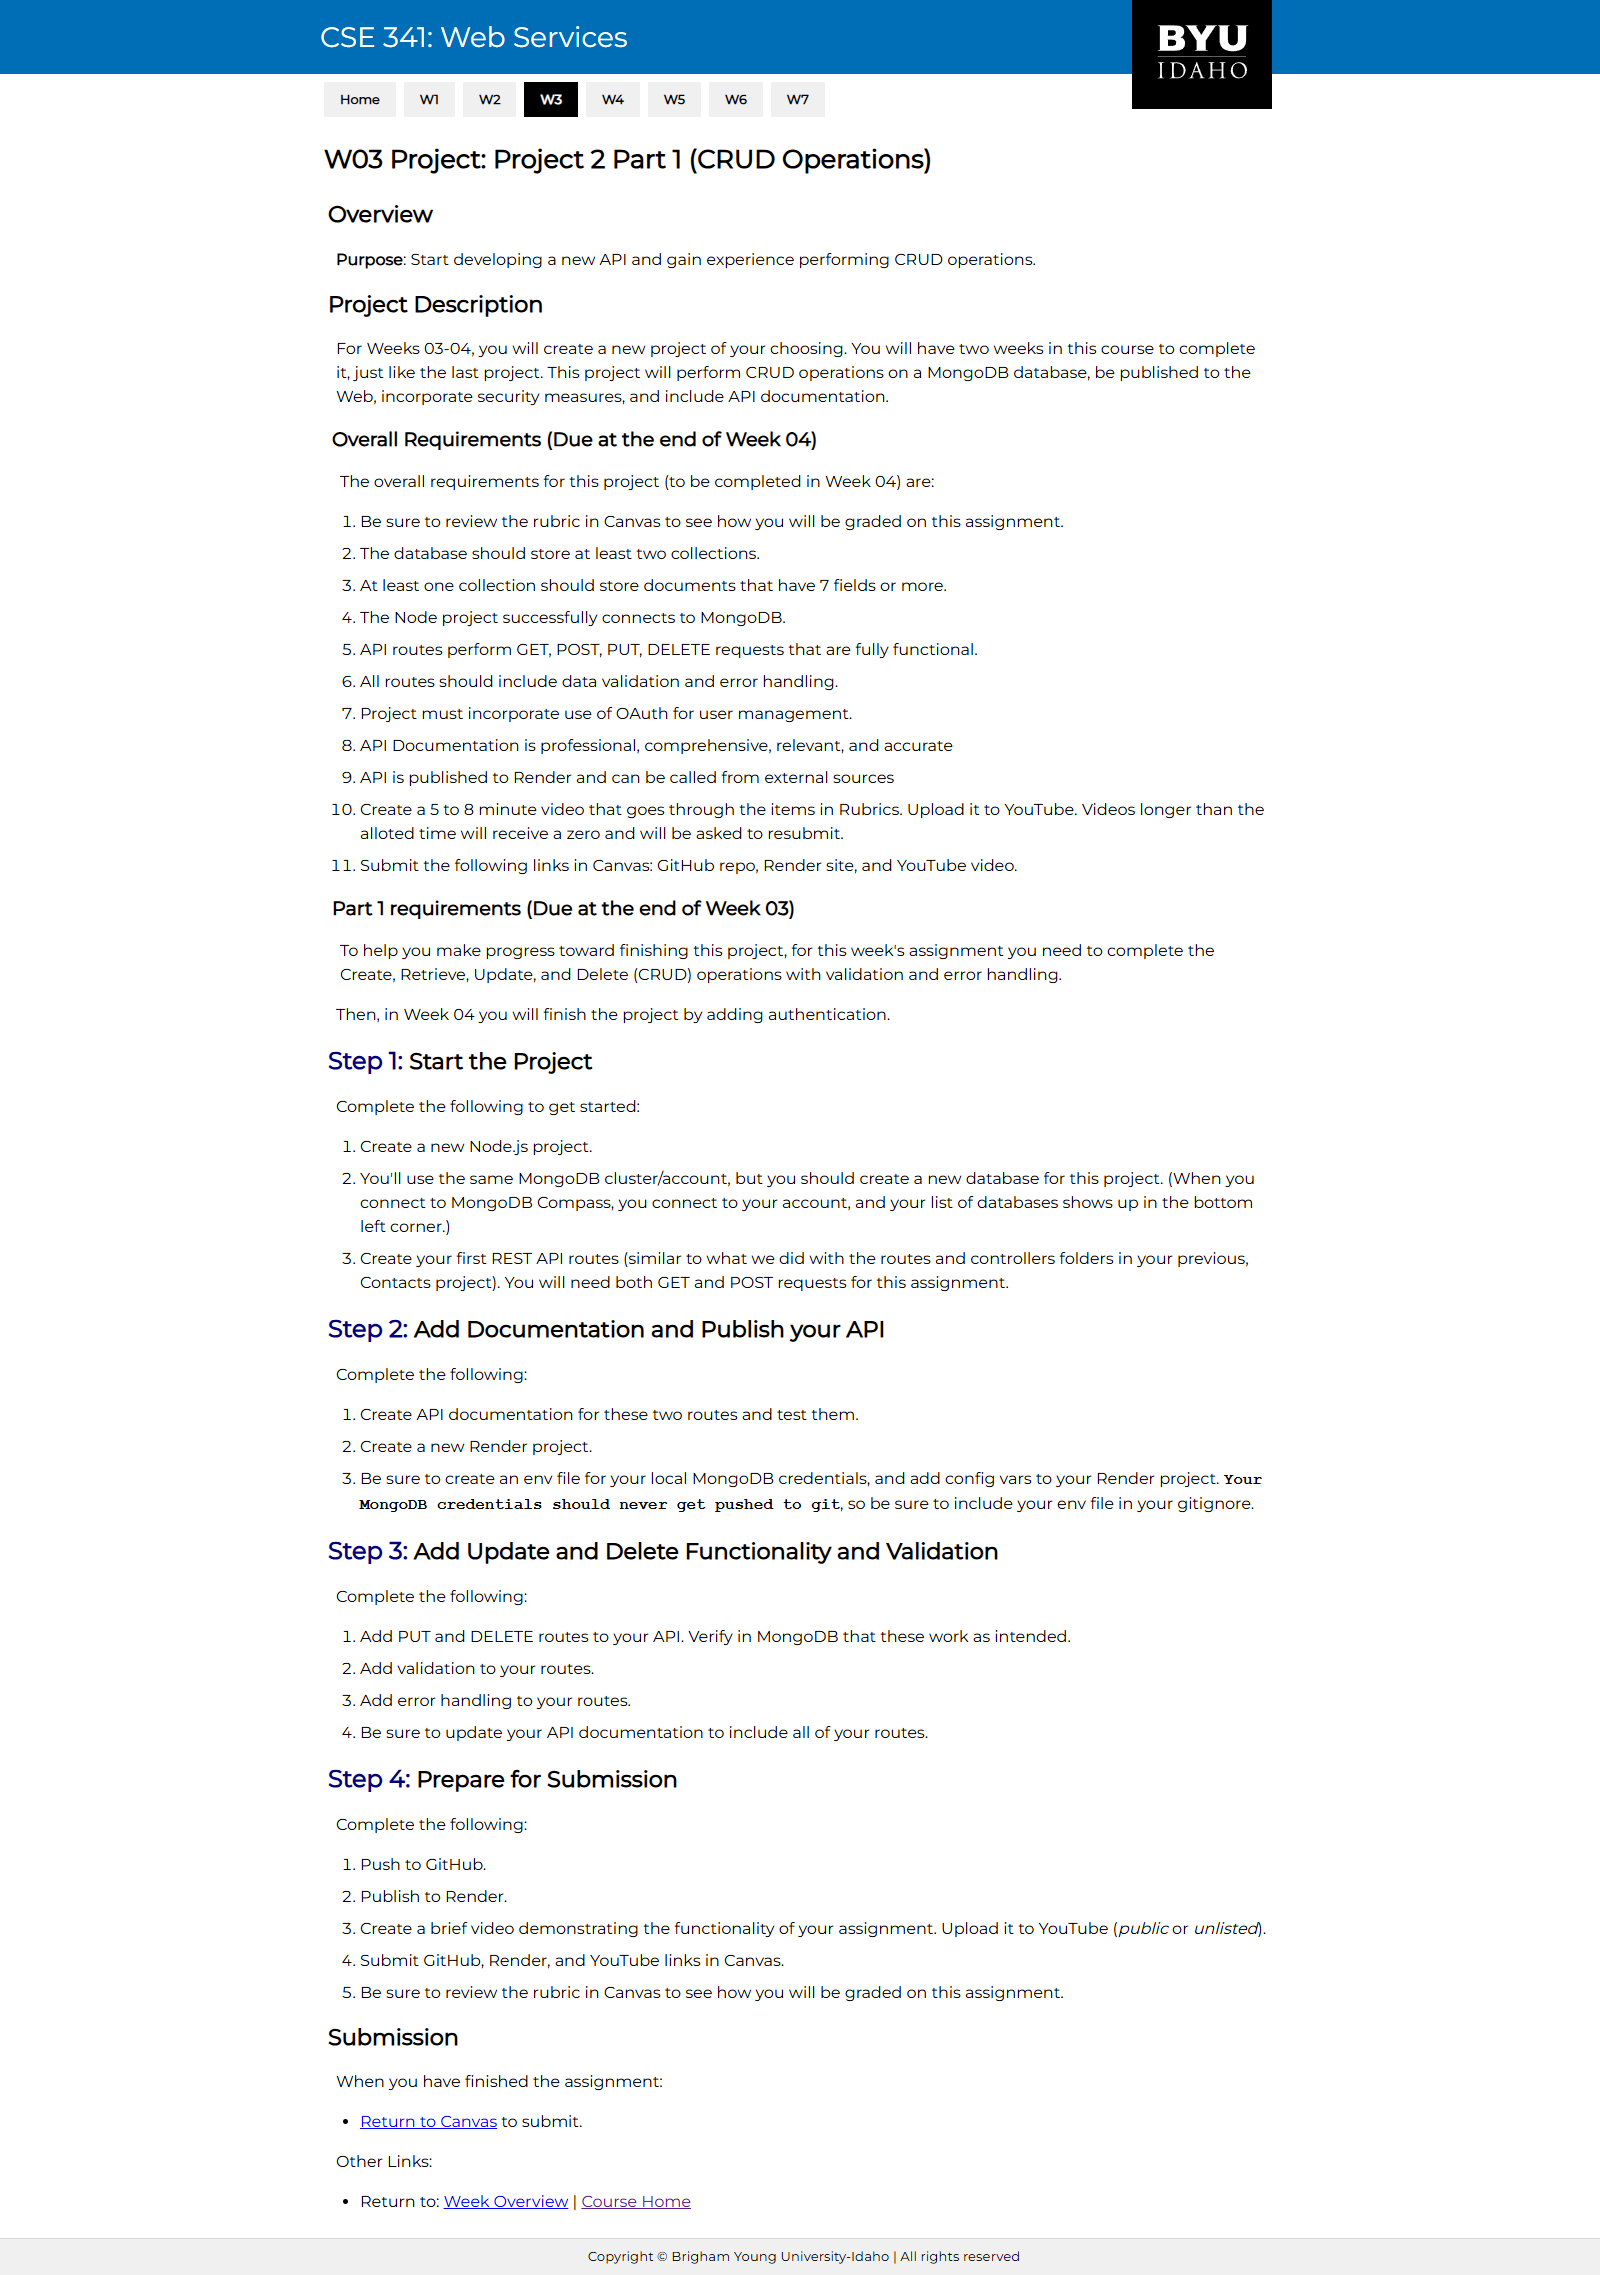 CSE 341: Web Services
BYU
IDAHO
Home W1 W2 W3 W4 W5 W6 W7
W03 Project: Project 2 Part 1 (CRUD Operations)
Overview
Purpose: Start developing a new API and gain experience performing CRUD operations.
Project Description
For Weeks 03-04, you will create a new project of your choosing. You will have two weeks in this course to complete
it, just like the last project. This project will perform CRUD operations on a MongoDB database, be published to the
Web, incorporate security measures, and include API documentation.
Overall Requirements (Due at the end of Week 04)
The overall requirements for this project (to be completed in Week 04) are:
1. Be sure to review the rubric in Canvas to see how you will be graded on this assignment.
2. The database should store at least two collections.
3. At least one collection should store documents that have 7 fields or more.
4. The Node project successfully connects to MongoDB.
5. API routes perform GET, POST, PUT, DELETE requests that are fully functional.
6. All routes should include data validation and error handling.
7. Project must incorporate use of OAuth for user management.
8. API Documentation is professional, comprehensive, relevant, and accurate
9. API is published to Render and can be called from external sources
10. Create a 5 to 8 minute video that goes through the items in Rubrics. Upload it to YouTube. Videos longer than the
alloted time will receive a zero and will be asked to resubmit.
11. Submit the following links in Canvas: GitHub repo, Render site, and YouTube video.
Part 1 requirements (Due at the end of Week 03)
To help you make progress toward finishing this project, for this week's assignment you need to complete the
Create, Retrieve, Update, and Delete (CRUD) operations with validation and error handling.
Then, in Week 04 you will finish the project by adding authentication.
Step 1: Start the Project
Complete the following to get started:
1. Create a new Node.js project.
2. You'll use the same MongoDB cluster/account, but you should create a new database for this project. (When you
connect to MongoDB Compass, you connect to your account, and your list of databases shows up in the bottom
left corner.)
3. Create your first REST API routes (similar to what we did with the routes and controllers folders in your previous,
Contacts project). You will need both GET and POST requests for this assignment.
Step 2: Add Documentation and Publish your API
Complete the following:
1. Create API documentation for these two routes and test them.
2. Create a new Render project.
3. Be sure to create an env file for your local MongoDB credentials, and add config vars to your Render project. Your
MongoDB credentials should never get pushed to git, so be sure to include your env file in your gitignore.
Step 3: Add Update and Delete Functionality and Validation
Complete the following:
1. Add PUT and DELETE routes to your API. Verify in MongoDB that these work as intended.
2. Add validation to your routes.
3. Add error handling to your routes.
4. Be sure to update your API documentation to include all of your routes.
Step 4: Prepare for Submission
Complete the following:
1. Push to GitHub.
2. Publish to Render.
3. Create a brief video demonstrating the functionality of your assignment. Upload it to YouTube (public or unlisted).
4. Submit GitHub, Render, and YouTube links in Canvas.
5. Be sure to review the rubric in Canvas to see how you will be graded on this assignment.
Submission
When you have finished the assignment:
• Return to Canvas to submit.
Other Links:
• Return to: Week Overview | Course Home
Copyright © Brigham Young University-Idaho | All rights reserved